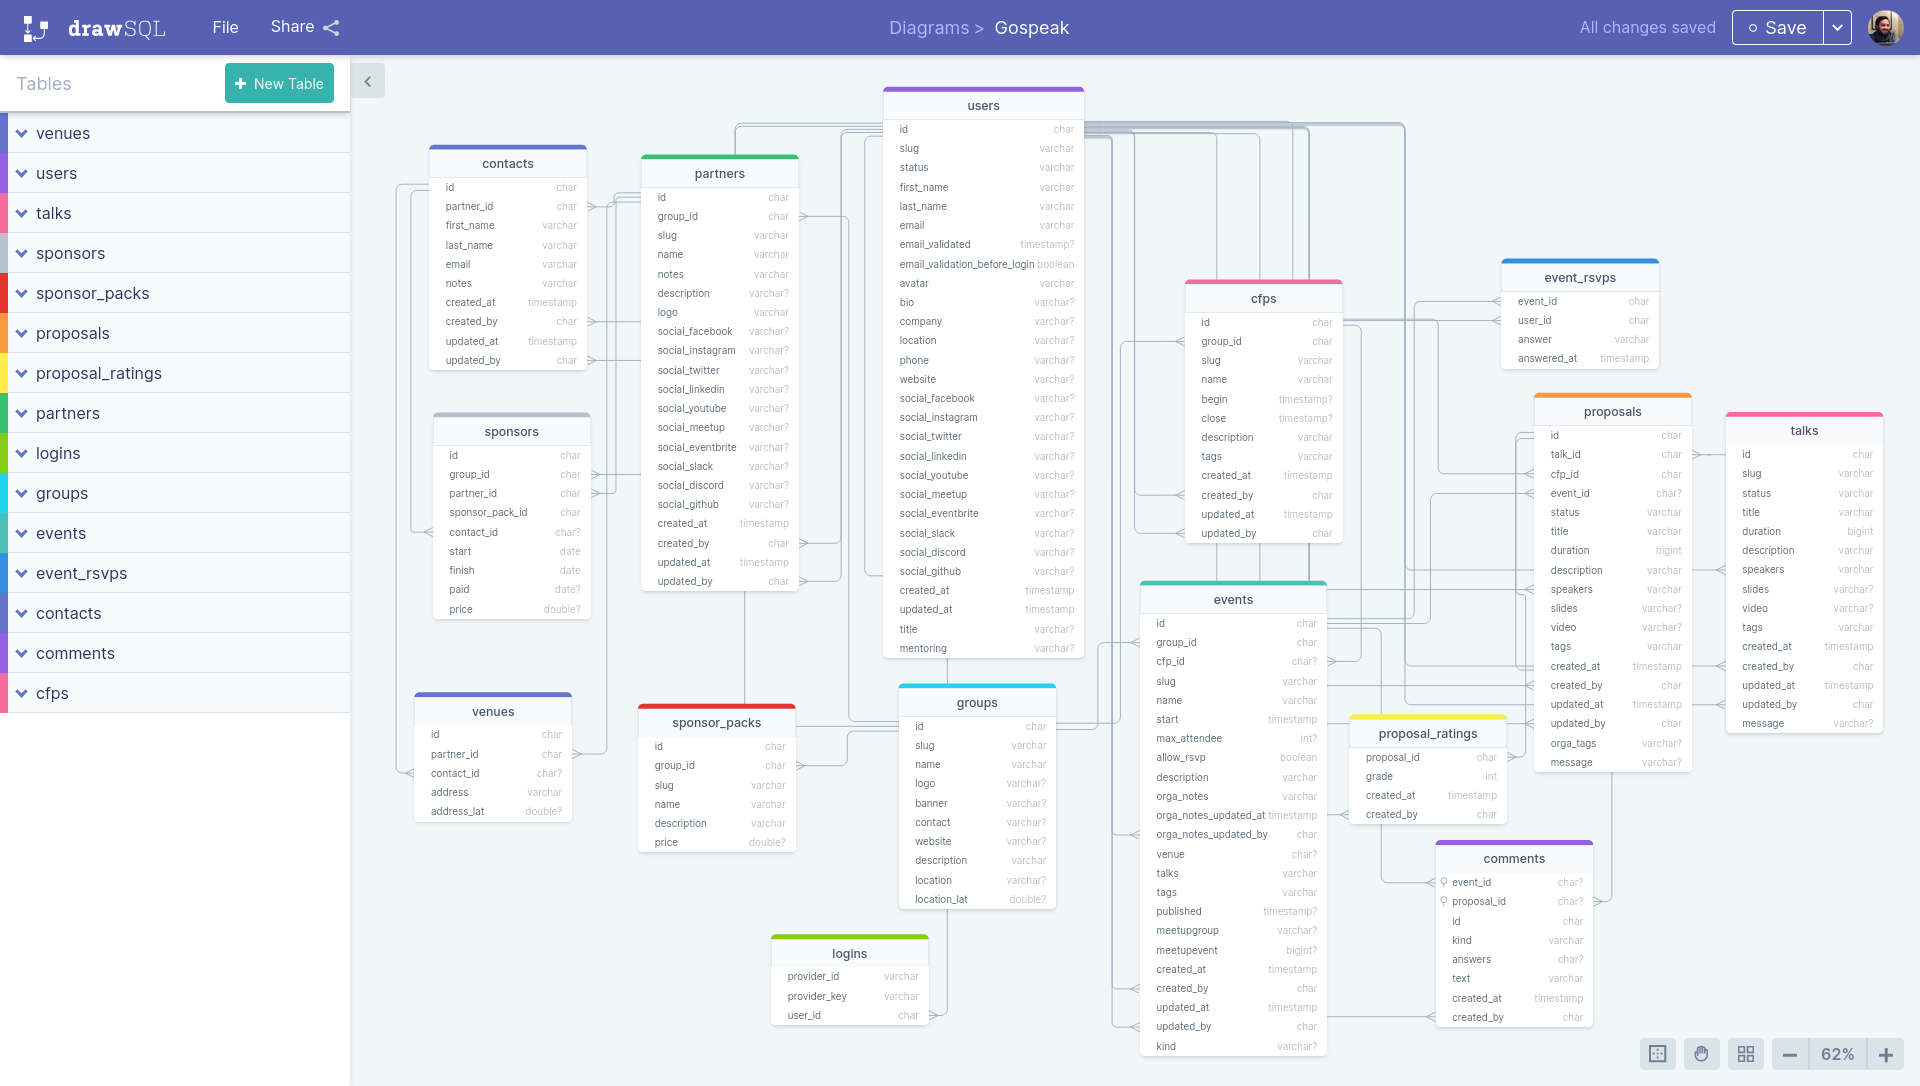 drawSQL
File
Share
Diagrams >
Gospeak
All changes saved
Save
Tables
+ New Table
venues
users
talks
sponsors
sponsor_packs
proposals
proposal_ratings
partners
logins
groups
events
event_rsvps
contacts
comments
cfps
contacts
id char
partner_id char
first_name varchar
last_name varchar
email varchar
notes varchar
created_at timestamp
created_by char
updated_at timestamp
updated_by char
sponsors
id char
group_id char
partner_id char
sponsor_pack_id char
contact_id char?
start date
finish date
paid date?
price double?
venues
id char
partner_id char
contact_id char?
address varchar
address_lat double?
partners
id char
group_id char
slug varchar
name varchar
notes varchar
description varchar?
logo varchar
social_facebook varchar?
social_instagram varchar?
social_twitter varchar?
social_linkedin varchar?
social_youtube varchar?
social_meetup varchar?
social_eventbrite varchar?
social_slack varchar?
social_discord varchar?
social_github varchar?
created_at timestamp
created_by char
updated_at timestamp
updated_by char
sponsor_packs
id char
group_id char
slug varchar
name varchar
description varchar
price double?
users
id char
slug varchar
status varchar
first_name varchar
last_name varchar
email varchar
email_validated timestamp?
email_validation_before_login boolean
avatar varchar
bio varchar?
company varchar?
location varchar?
phone varchar?
website varchar?
social_facebook varchar?
social_instagram varchar?
social_twitter varchar?
social_linkedin varchar?
social_youtube varchar?
social_meetup varchar?
social_eventbrite varchar?
social_slack varchar?
social_discord varchar?
social_github varchar?
created_at timestamp
updated_at timestamp
title varchar?
mentoring varchar?
groups
id char
slug varchar
name varchar
logo varchar?
banner varchar?
contact varchar?
website varchar?
description varchar
location varchar?
location_lat double?
logins
provider_id varchar
provider_key varchar
user_id char
cfps
id char
group_id char
slug varchar
name varchar
begin timestamp?
close timestamp?
description varchar
tags varchar
created_at timestamp
created_by char
updated_at timestamp
updated_by char
events
id char
group_id char
cfp_id char?
slug varchar
name varchar
start timestamp
max_attendee int?
allow_rsvp boolean
description varchar
orga_notes varchar
orga_notes_updated_at timestamp
orga_notes_updated_by char
venue char?
talks varchar
tags varchar
published timestamp?
meetupgroup varchar?
meetupevent bigint?
created_at timestamp
created_by char
updated_at timestamp
updated_by char
kind varchar?
event_rsvps
event_id char
user_id char
answer varchar
answered_at timestamp
proposals
id char
talk_id char
cfp_id char
event_id char?
status varchar
title varchar
duration bigint
description varchar
speakers varchar
slides varchar?
video varchar?
tags varchar
created_at timestamp
created_by char
updated_at timestamp
updated_by char
orga_tags varchar?
message varchar?
talks
id char
slug varchar
status varchar
title varchar
duration bigint
description varchar
speakers varchar
slides varchar?
video varchar?
tags varchar
created_at timestamp
created_by char
updated_at timestamp
updated_by char
message varchar?
proposal_ratings
proposal_id char
grade int
created_at timestamp
created_by char
comments
event_id char?
proposal_id char?
id char
kind varchar
answers char?
text varchar
created_at timestamp
created_by char
62%